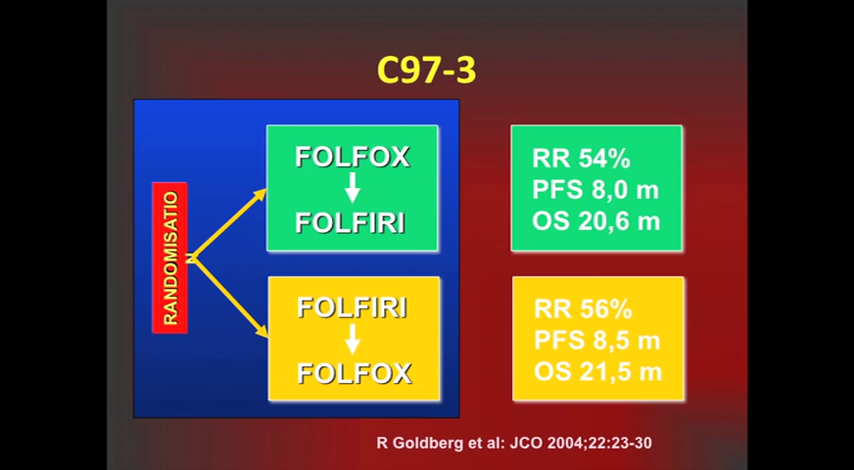 C97-3
RANDOMISATIO
N
FOLFOX
FOLFIRI
RR 54%
PFS 8,0 m
OS 20,6 m
FOLFIRI
FOLFOX
RR 56%
PFS 8,5 m
OS 21,5 m
R Goldberg et al: JCO 2004;22:23-30